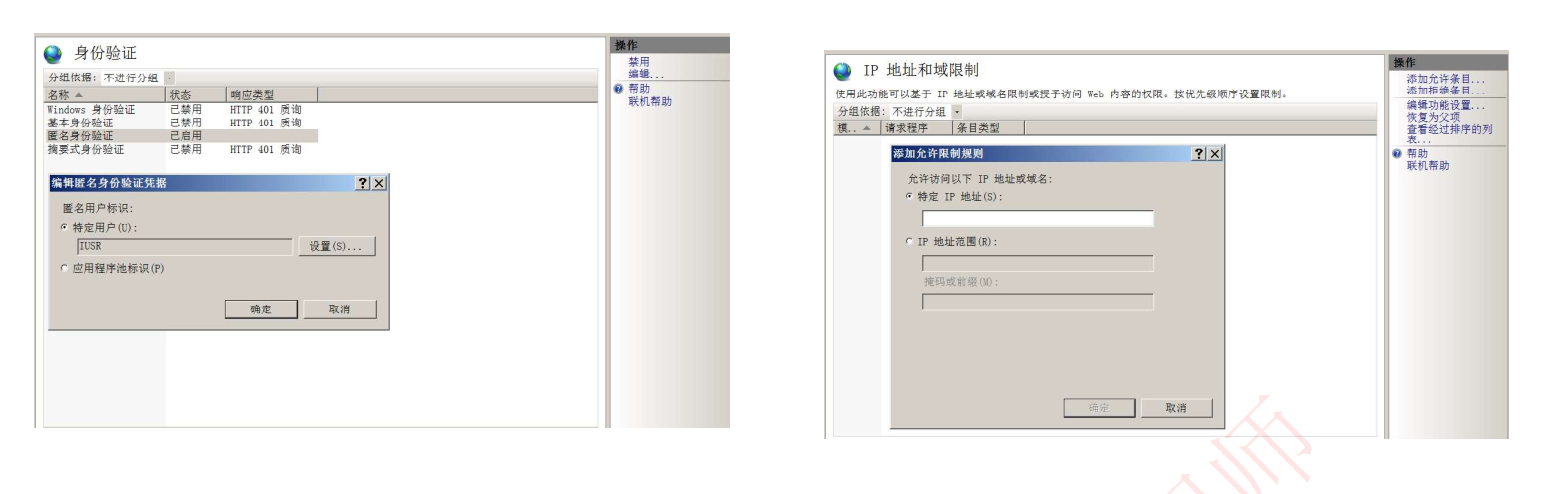 身份验证
分组依据: 不进行分组
名称 状态 响应类型
Windows 身份验证 已禁用 HTTP 401 质询
基本身份验证 已禁用 HTTP 401 质询
匿名身份验证 已启用
摘要式身份验证 已禁用 HTTP 401 质询
编辑匿名身份验证凭据
匿名用户标识:
特定用户(U):
IUSR 设置(S)...
应用程序池标识(P)
确定 取消
操作
禁用
编辑...
帮助
联机帮助
IP 地址和域限制
使用此功能可以基于 IP 地址或域名限制或授予访问 Web 内容的权限。按优先级顺序设置限制。
分组依据: 不进行分组
模.. 请求程序 条目类型
添加允许限制规则
允许访问以下 IP 地址或域名:
特定 IP 地址(S):
IP 地址范围(R):
掩码或前缀(M):
确定 取消
操作
添加允许条目...
添加拒绝条目...
编辑功能设置...
恢复为父项
查看经过排序的列
表...
帮助
联机帮助
师